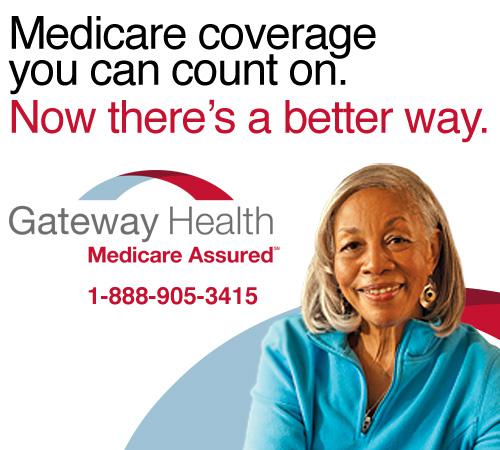 Medicare coverage
you can count on.
Now there's a better way.
Gateway Health
Medicare Assured℠
1-888-905-3415